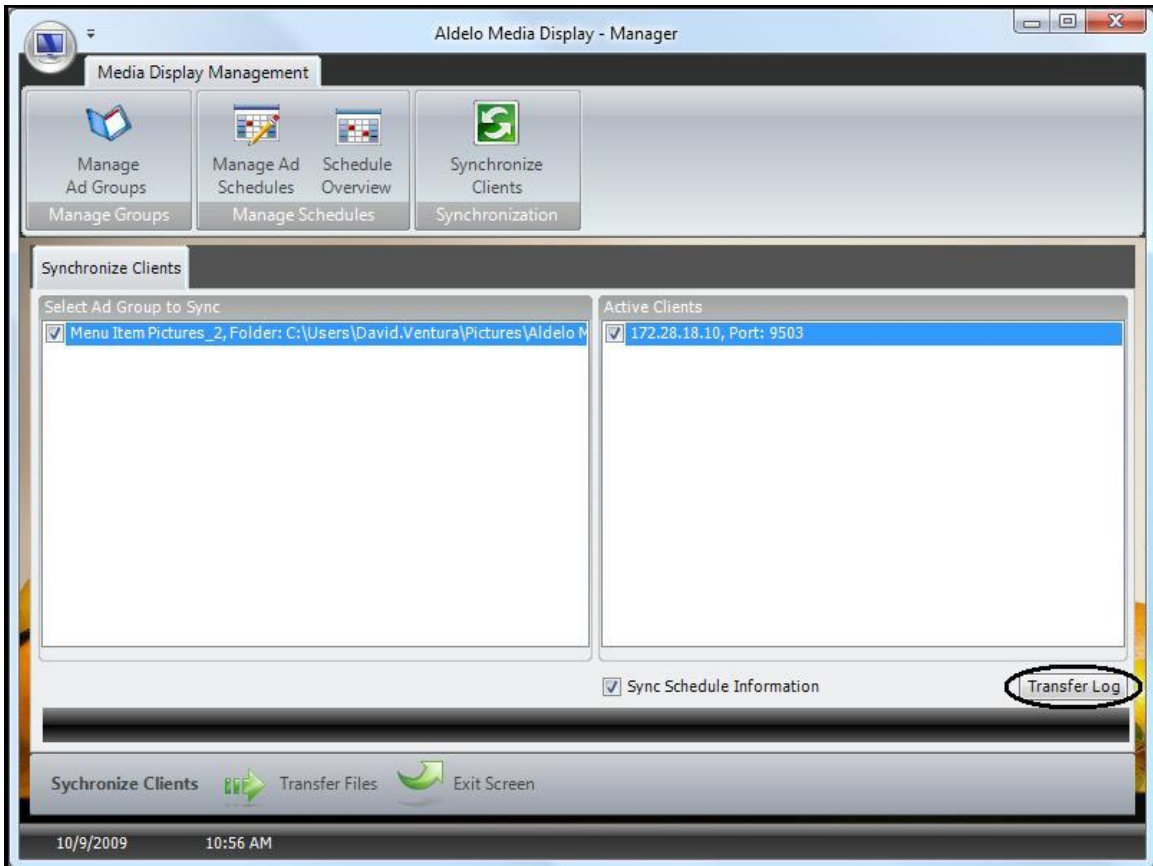 Aldelo Media Display - Manager
Media Display Management
Manage Ad Groups
Manage Ad Schedules
Schedule Overview
Synchronize Clients
Manage Groups
Manage Schedules
Synchronization
Synchronize Clients
Select Ad Group to Sync
Active Clients
Menu Item Pictures_2, Folder: C:\Users\David.Ventura\Pictures\Aldelo M
172.28.18.10, Port: 9503
Sync Schedule Information
Transfer Log
Sychronize Clients
Transfer Files
Exit Screen
10/9/2009
10:56 AM